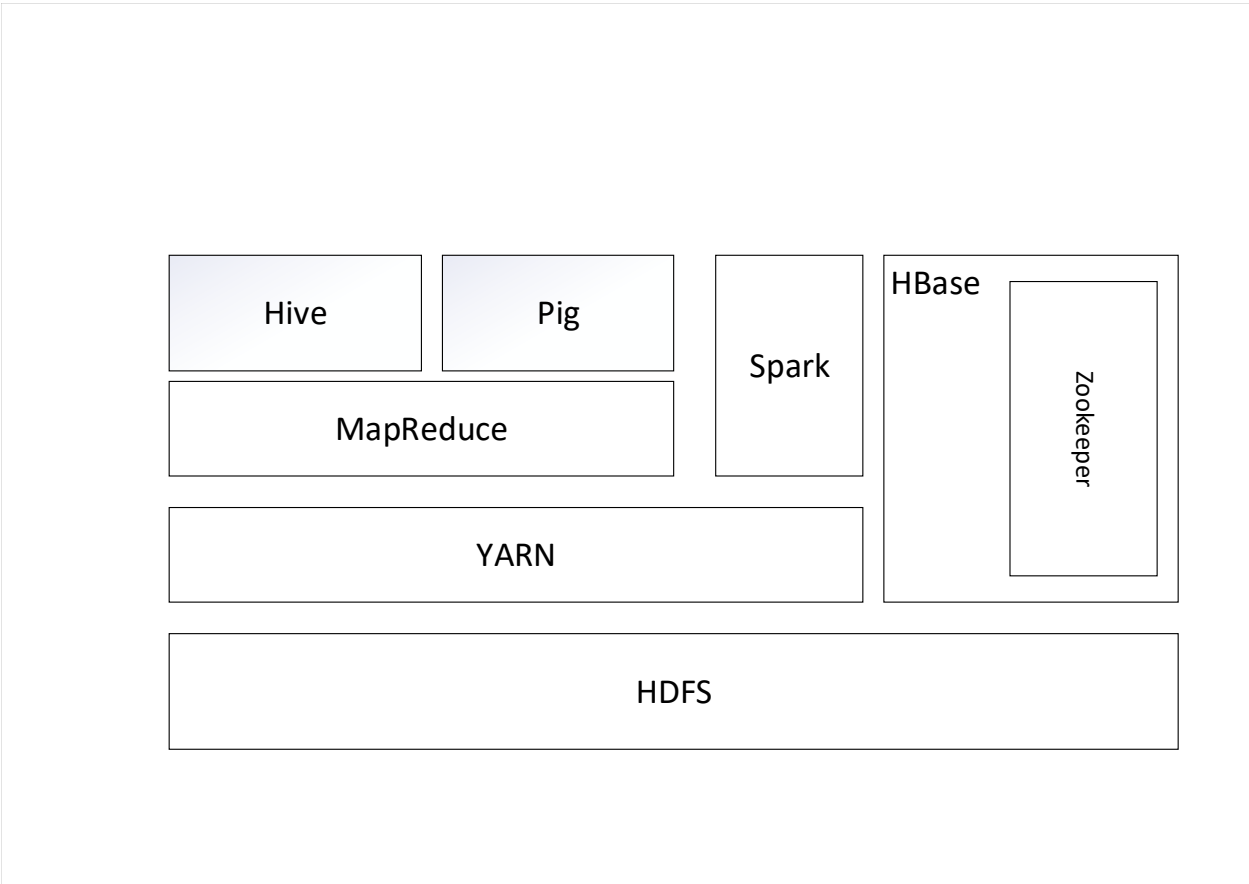 Hive
Pig
Spark
HBase
Zookeeper
MapReduce
YARN
HDFS